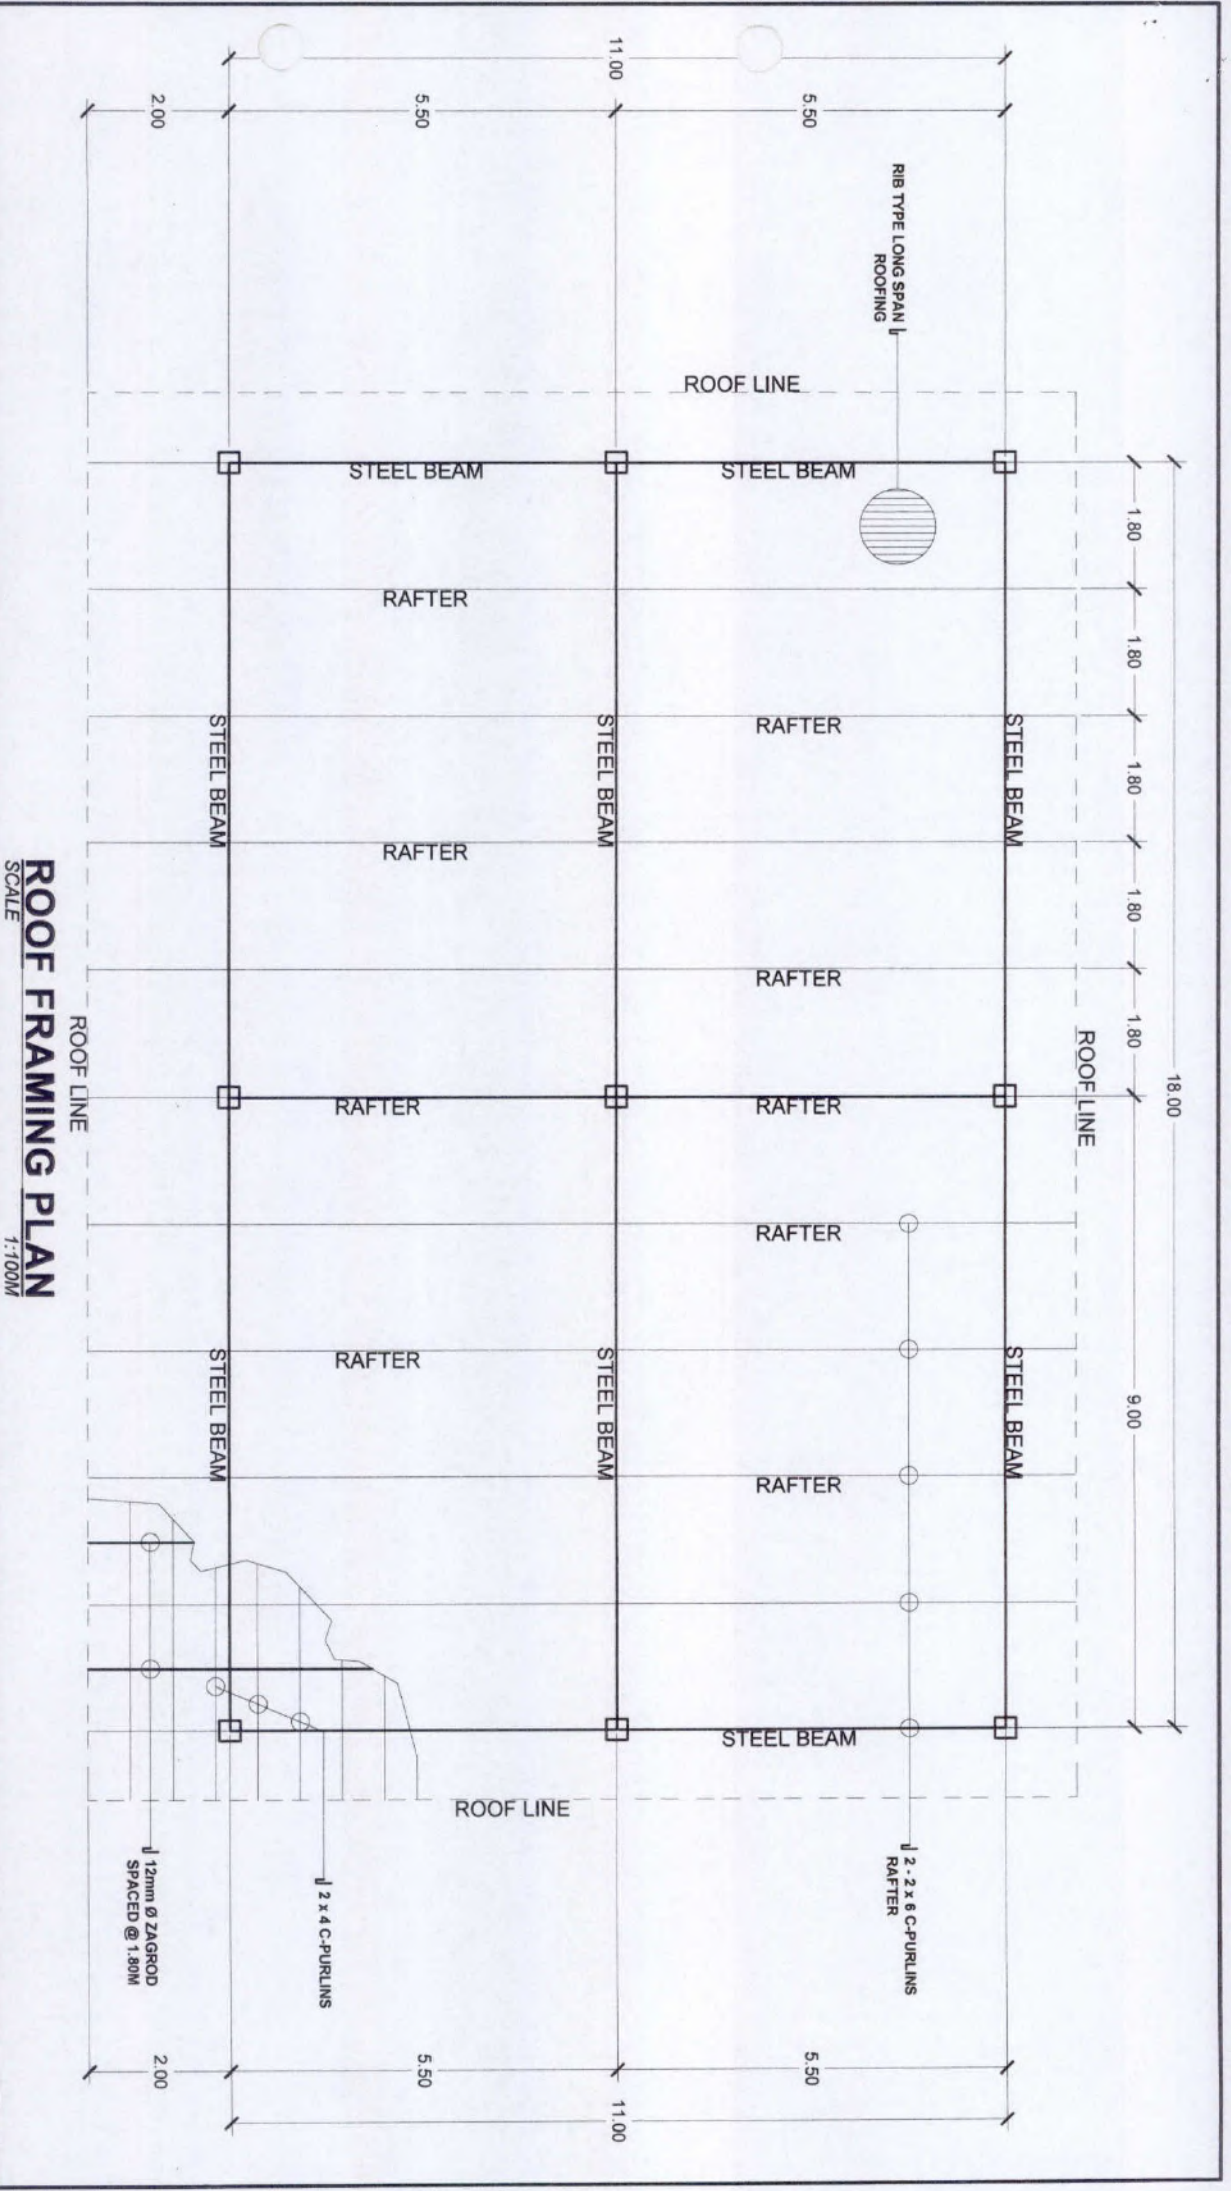 18.00
1.80
1.80
1.80
1.80
1.80
9.00
ROOF LINE
11.00
5.50
5.50
2.00
RIB TYPE LONG SPAN
ROOFING
ROOF LINE
STEEL BEAM
STEEL BEAM
STEEL BEAM
STEEL BEAM
STEEL BEAM
STEEL BEAM
STEEL BEAM
STEEL BEAM
STEEL BEAM
RAFTER
RAFTER
RAFTER
RAFTER
RAFTER
RAFTER
RAFTER
RAFTER
RAFTER
2 - 2 x 6 C-PURLINS
RAFTER
2 x 4 C-PURLINS
12mm Ø ZAGROD
SPACED @ 1.80M
ROOF LINE
5.50
5.50
2.00
11.00
ROOF LINE
ROOF FRAMING PLAN
SCALE 1:100M